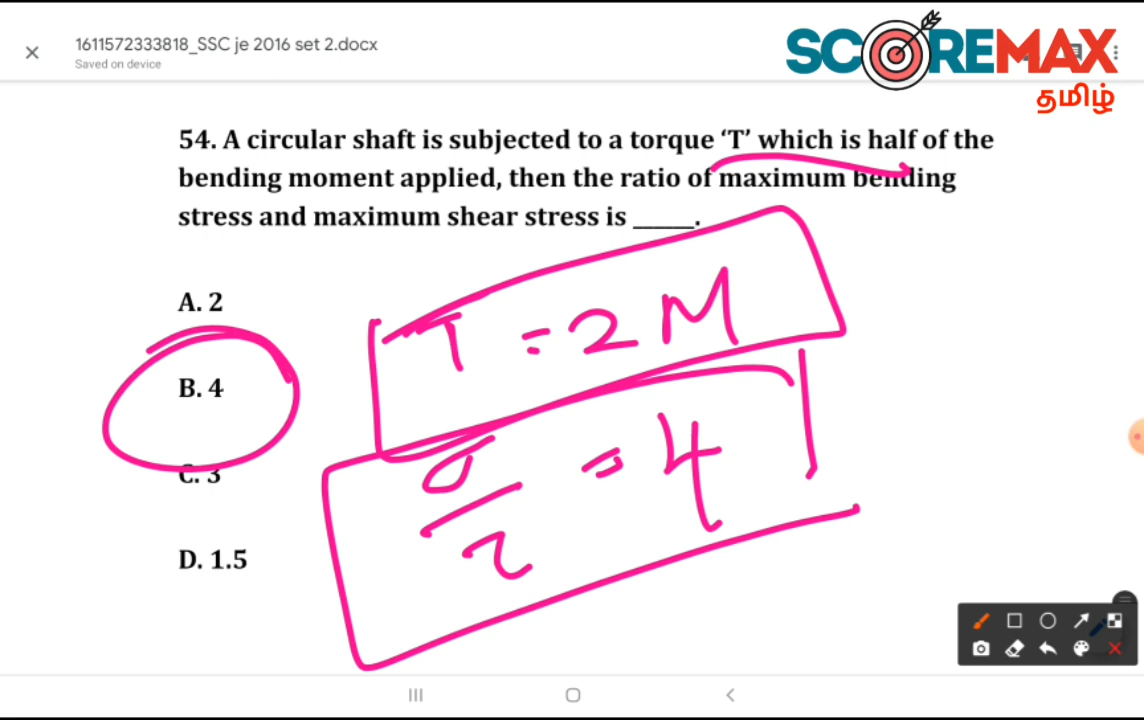 1611572333818_SSC je 2016 set 2.docx
Saved on device
SCOREMAX
தமிழ்
54. A circular shaft is subjected to a torque ‘T’ which is half of the
bending moment applied, then the ratio of maximum bending
stress and maximum shear stress is _____.
A. 2
B. 4
C. 3
D. 1.5
T = 2 M
σ/τ = 4